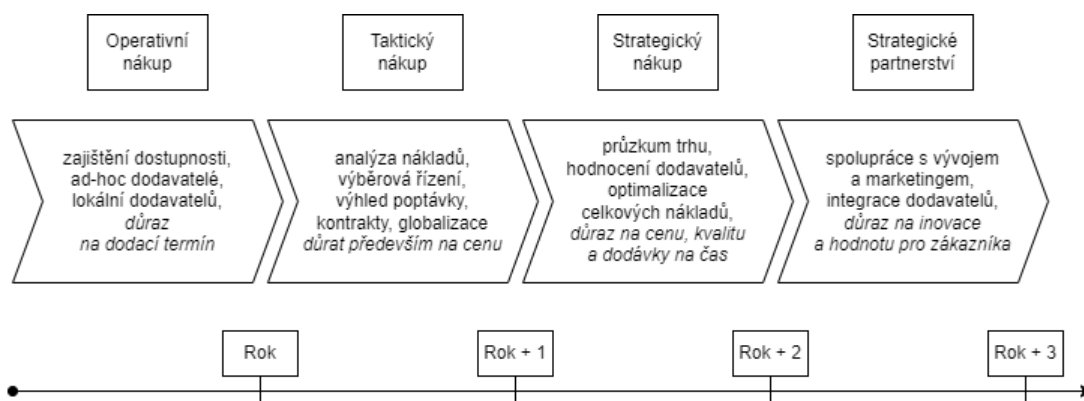 Operativní
nákup
Taktický
nákup
Strategický
nákup
Strategické
partnerství
zajištění dostupnosti,
ad-hoc dodavatelé,
lokální dodavatelů,
důraz
na dodací termín
analýza nákladů,
výběrová řízení,
výhled poptávky,
kontrakty, globalizace
důrat především na cenu
průzkum trhu,
hodnocení dodavatelů,
optimalizace
celkových nákladů,
důraz na cenu, kvalitu
a dodávky na čas
spolupráce s vývojem
a marketingem,
integrace dodavatelů,
důraz na inovace
a hodnotu pro zákazníka
Rok
Rok + 1
Rok + 2
Rok + 3